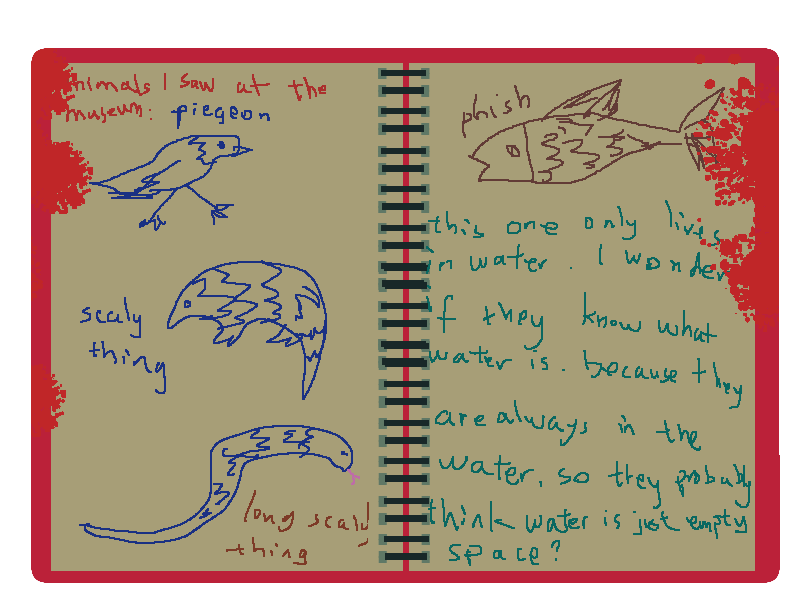 Animals I saw at the
museum: piegeon
scaly
thing
long scaly
thing
phish
this one only lives
in water. I wonder
if they know what
water is. because they
are always in the
water, so they probably
think water is just empty
space?